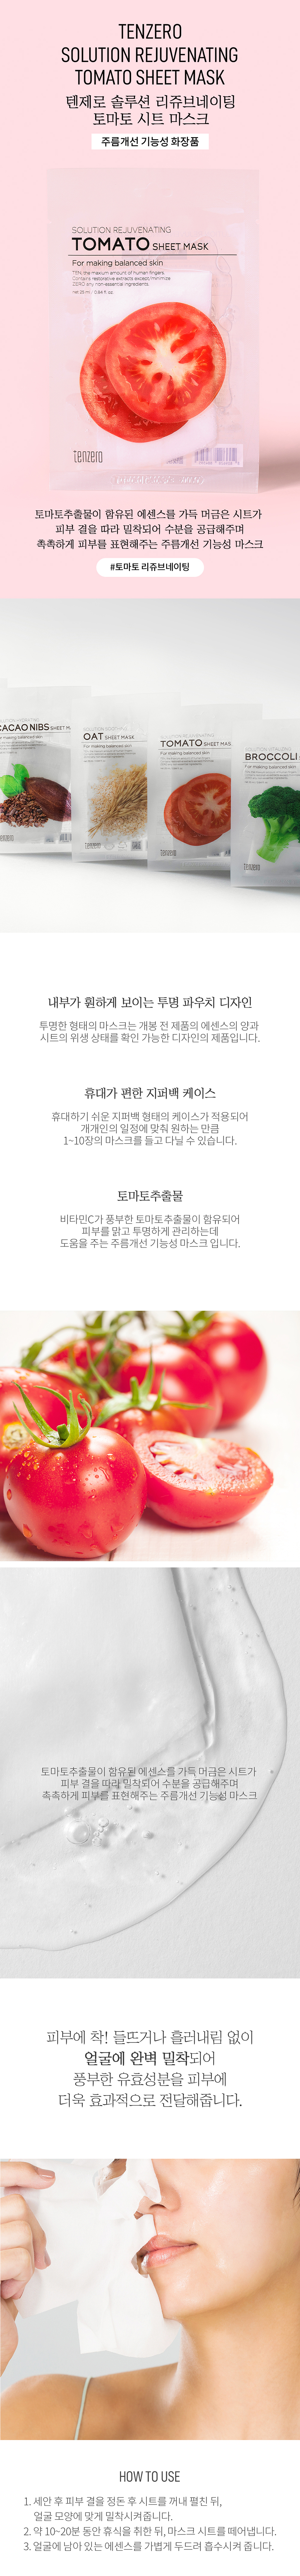 TENZERO
SOLUTION REJUVENATING
TOMATO SHEET MASK
텐제로 솔루션 리쥬브네이팅
토마토 시트 마스크
주름개선 기능성 화장품
SOLUTION REJUVENATING
TOMATO SHEET MASK
For making balanced skin
TEN: the maxium amount of human fingers.
Contains restorative extracts except/minimize
ZERO any non-essential ingredients.
net 25 ml / 0.84 fl. oz.
tenzero
토마토추출물이 함유된 에센스를 가득 머금은 시트가
피부 결을 따라 밀착되어 수분을 공급해주며
촉촉하게 피부를 표현해주는 주름개선 기능성 마스크
#토마토 리쥬브네이팅
CACAO NIBS SHEET M
For making balanced skin
OAT SHEET MASK
For making balanced skin
tenzero
TOMATO SHEET MAS
For making balanced skin
tenzero
BROCCOLI
For making balanced skin
tenzero
내부가 훤하게 보이는 투명 파우치 디자인
투명한 형태의 마스크는 개봉 전 제품의 에센스의 양과
시트의 위생 상태를 확인 가능한 디자인의 제품입니다.
휴대가 편한 지퍼백 케이스
휴대하기 쉬운 지퍼백 형태의 케이스가 적용되어
개개인의 일정에 맞춰 원하는 만큼
1~10장의 마스크를 들고 다닐 수 있습니다.
토마토추출물
비타민C가 풍부한 토마토추출물이 함유되어
피부를 맑고 투명하게 관리하는데
도움을 주는 주름개선 기능성 마스크 입니다.
토마토추출물이 함유된 에센스를 가득 머금은 시트가
피부 결을 따라 밀착되어 수분을 공급해주며
촉촉하게 피부를 표현해주는 주름개선 기능성 마스크
피부에 착! 들뜨거나 흘러내림 없이
얼굴에 완벽 밀착되어
풍부한 유효성분을 피부에
더욱 효과적으로 전달해줍니다.
HOW TO USE
1. 세안 후 피부 결을 정돈 후 시트를 꺼내 펼친 뒤,
얼굴 모양에 맞게 밀착시켜줍니다.
2. 약 10~20분 동안 휴식을 취한 뒤, 마스크 시트를 떼어냅니다.
3. 얼굴에 남아 있는 에센스를 가볍게 두드려 흡수시켜 줍니다.